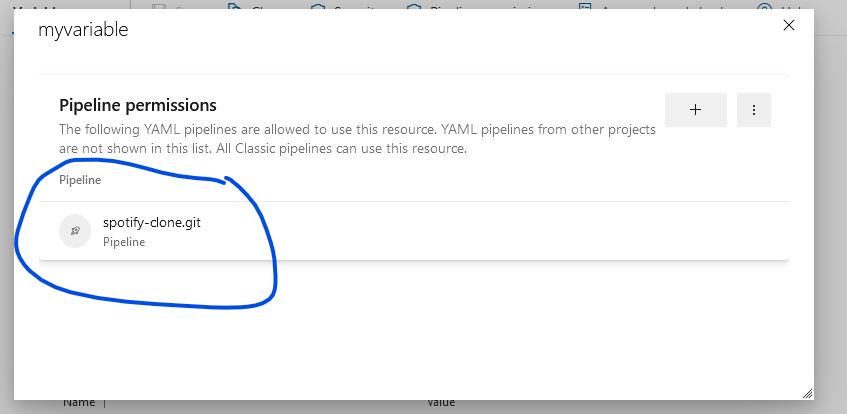 myvariable
Pipeline permissions
The following YAML pipelines are allowed to use this resource. YAML pipelines from other projects
are not shown in this list. All Classic pipelines can use this resource.
Pipeline
spotify-clone.git
Pipeline
Name
Value